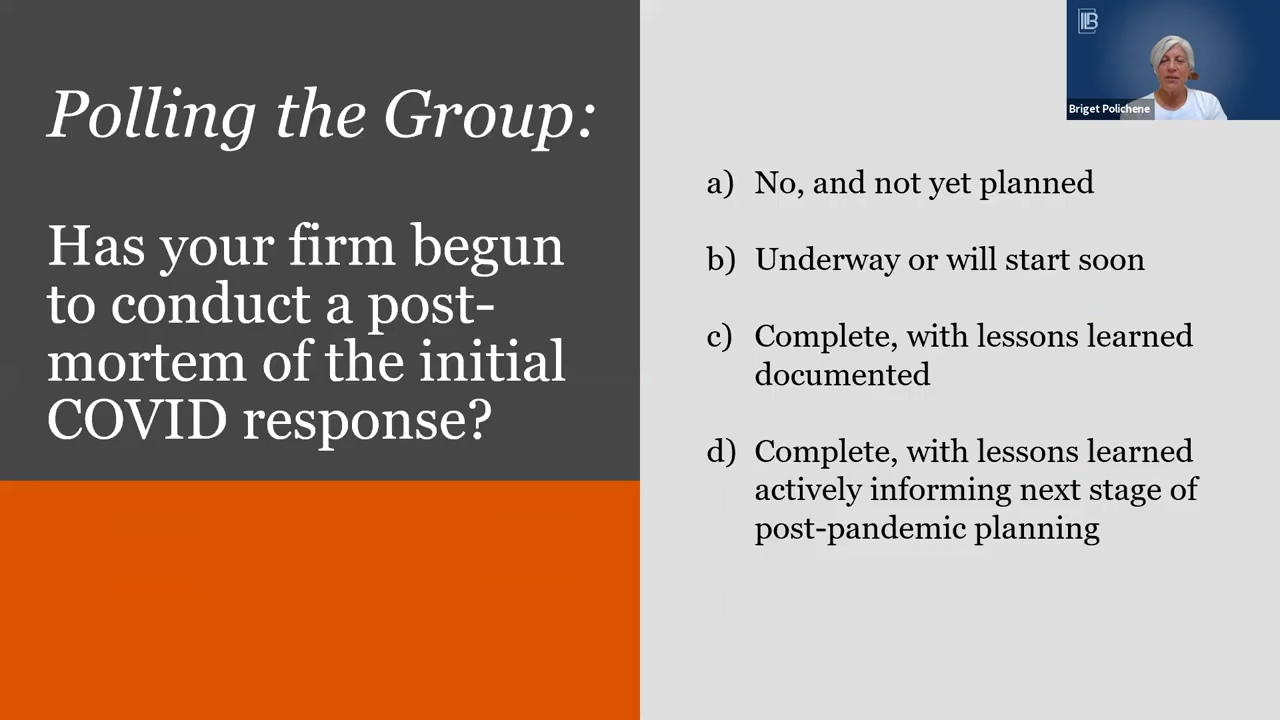 Polling the Group:
Has your firm begun
to conduct a post-
mortem of the initial
COVID response?
a) No, and not yet planned
b) Underway or will start soon
c) Complete, with lessons learned
documented
d) Complete, with lessons learned
actively informing next stage of
post-pandemic planning
Briget Polichene